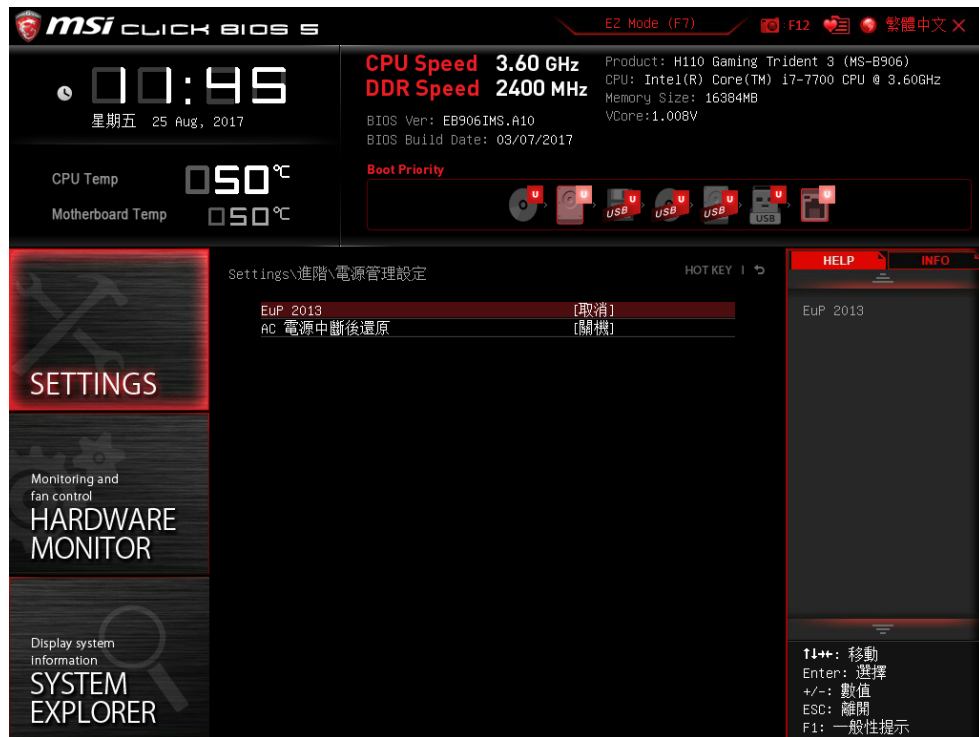 msi CLICK BIOS 5
EZ Mode (F7)
F12
繁體中文
11:45
星期五 25 Aug, 2017
CPU Speed 3.60 GHz
DDR Speed 2400 MHz
BIOS Ver: EB906IMS.A10
BIOS Build Date: 03/07/2017
Product: H110 Gaming Trident 3 (MS-B906)
CPU: Intel(R) Core(TM) i7-7700 CPU @ 3.60GHz
Memory Size: 16384MB
VCore:1.008V
CPU Temp 50°C
Motherboard Temp 50°C
Boot Priority
U U U U U U U
USB USB USB USB
SETTINGS
Monitoring and
fan control
HARDWARE
MONITOR
Display system
information
SYSTEM
EXPLORER
Settings\進階\電源管理設定
HOT KEY
EuP 2013 [取消]
AC 電源中斷後還原 [關機]
HELP INFO
EuP 2013
↑↓→←: 移動
Enter: 選擇
+/-: 數值
ESC: 離開
F1: 一般性提示